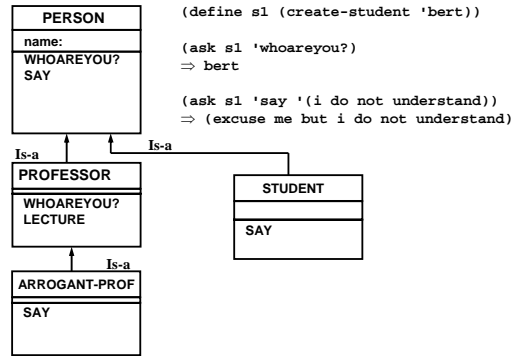 PERSON
name:
WHOAREYOU?
SAY
(define s1 (create-student 'bert))
(ask s1 'whoareyou?)
⇒ bert
(ask s1 'say '(i do not understand))
⇒ (excuse me but i do not understand)
Is-a
Is-a
PROFESSOR
WHOAREYOU?
LECTURE
STUDENT
SAY
Is-a
ARROGANT-PROF
SAY